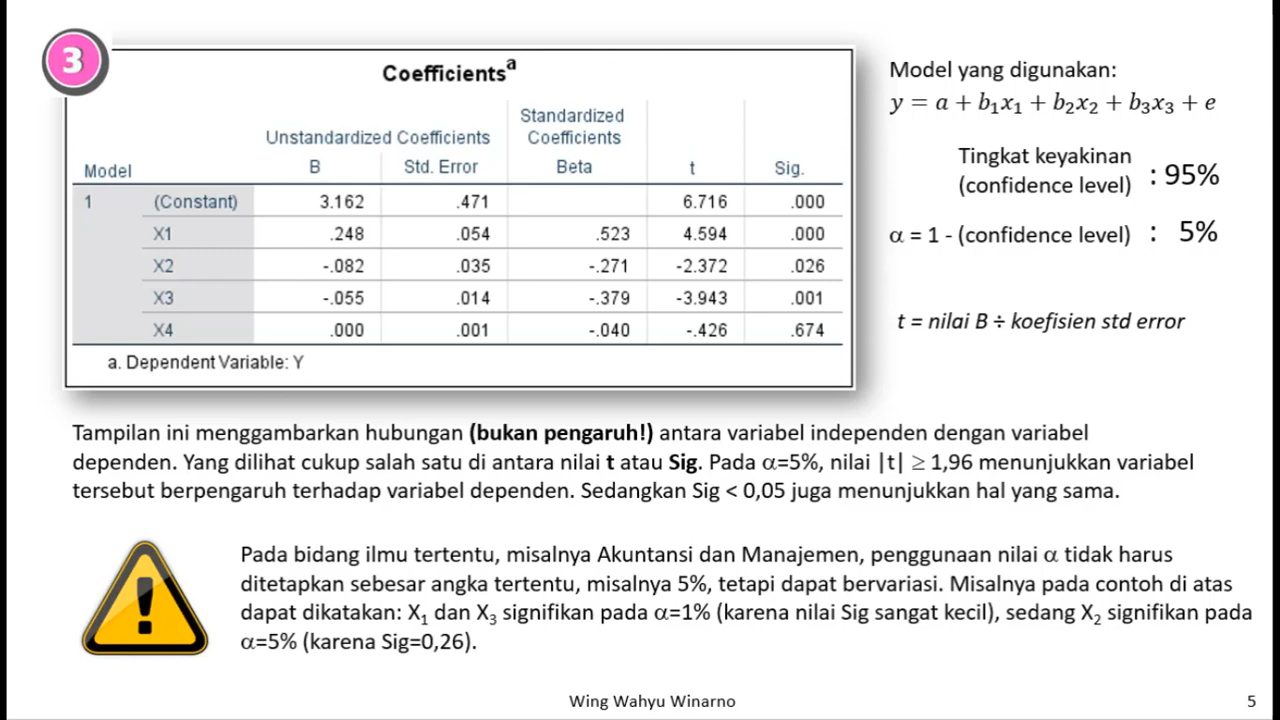 3
Coefficientsᵃ
Standardized
Unstandardized Coefficients Coefficients
Model B Std. Error Beta t Sig.
1 (Constant) 3.162 .471 6.716 .000
X1 .248 .054 .523 4.594 .000
X2 -.082 .035 -.271 -2.372 .026
X3 -.055 .014 -.379 -3.943 .001
X4 .000 .001 -.040 -.426 .674
a. Dependent Variable: Y
Model yang digunakan:
y = a + b₁x₁ + b₂x₂ + b₃x₃ + e
Tingkat keyakinan
(confidence level) : 95%
α = 1 - (confidence level) : 5%
t = nilai B ÷ koefisien std error
Tampilan ini menggambarkan hubungan (bukan pengaruh!) antara variabel independen dengan variabel
dependen. Yang dilihat cukup salah satu di antara nilai t atau Sig. Pada α=5%, nilai |t| ≥ 1,96 menunjukkan variabel
tersebut berpengaruh terhadap variabel dependen. Sedangkan Sig < 0,05 juga menunjukkan hal yang sama.
Pada bidang ilmu tertentu, misalnya Akuntansi dan Manajemen, penggunaan nilai α tidak harus
ditetapkan sebesar angka tertentu, misalnya 5%, tetapi dapat bervariasi. Misalnya pada contoh di atas
dapat dikatakan: X₁ dan X₃ signifikan pada α=1% (karena nilai Sig sangat kecil), sedang X₂ signifikan pada
α=5% (karena Sig=0,26).
Wing Wahyu Winarno
5